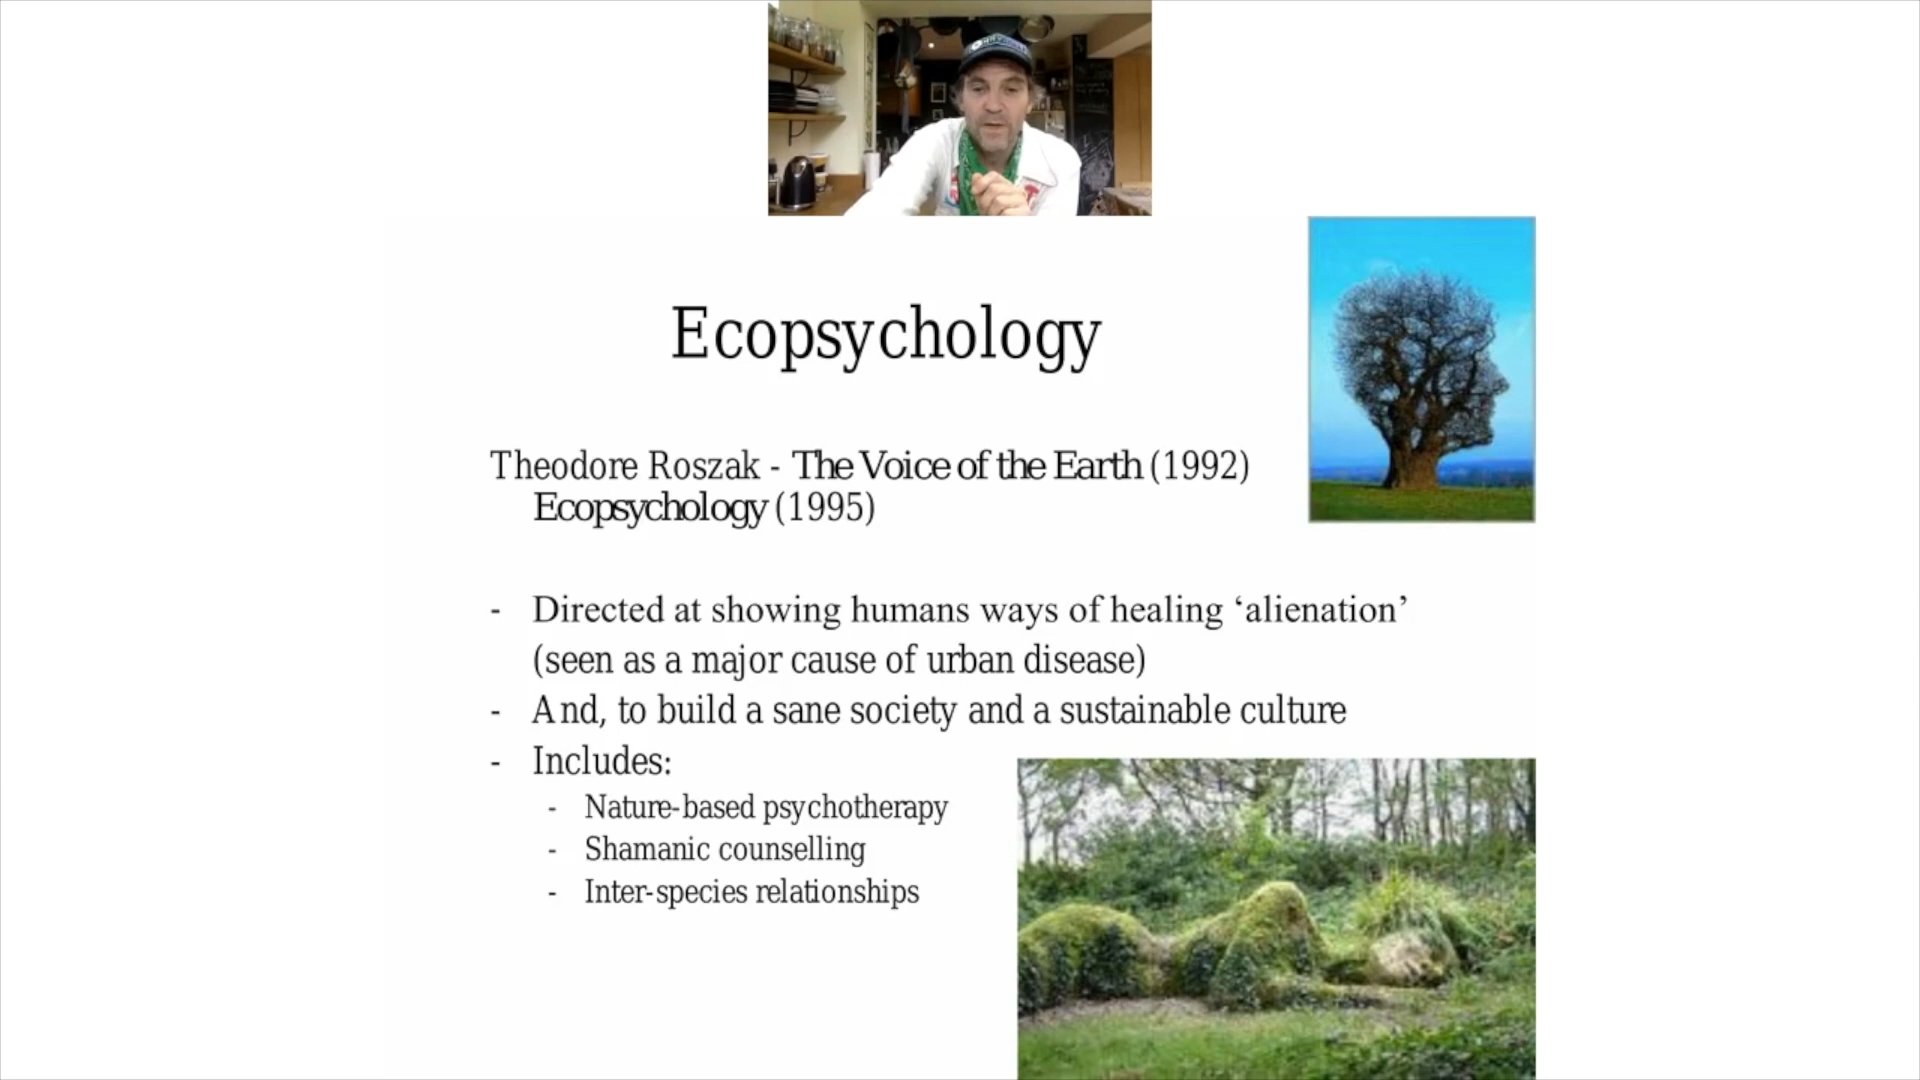 Ecopsychology
Theodore Roszak - The Voice of the Earth (1992)
Ecopsychology (1995)
- Directed at showing humans ways of healing ‘alienation’
(seen as a major cause of urban disease)
- And, to build a sane society and a sustainable culture
- Includes:
- Nature-based psychotherapy
- Shamanic counselling
- Inter-species relationships